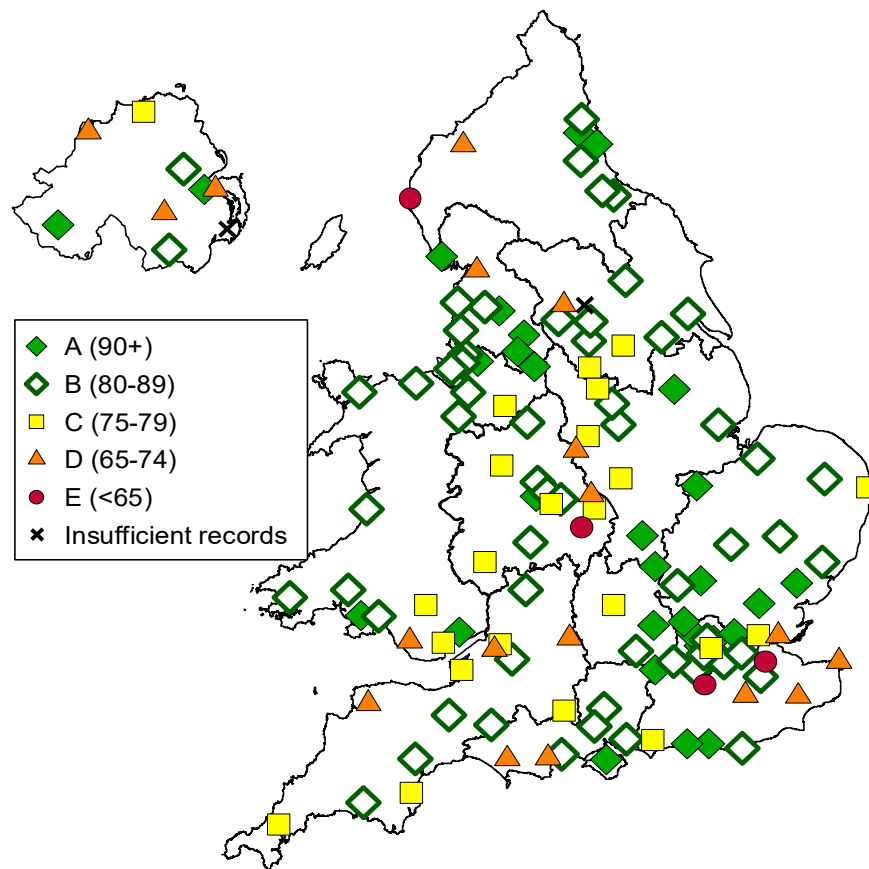 A (90+)
B (80-89)
C (75-79)
D (65-74)
E (<65)
Insufficient records